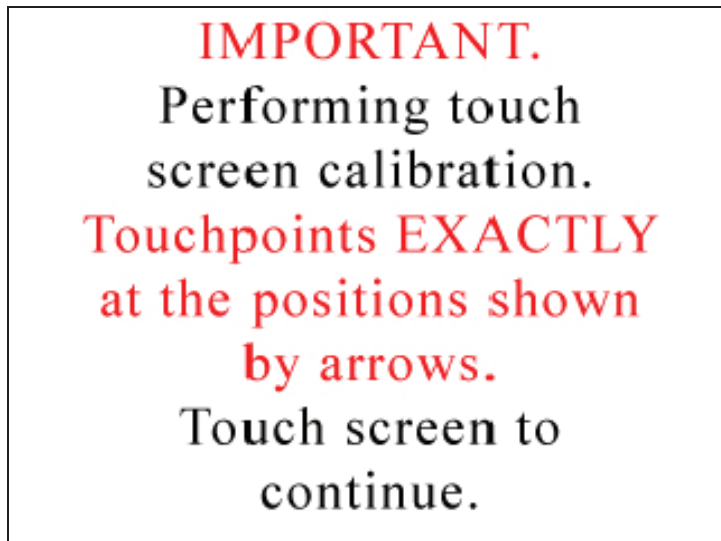 IMPORTANT.
Performing touch
screen calibration.
Touchpoints EXACTLY
at the positions shown
by arrows.
Touch screen to
continue.